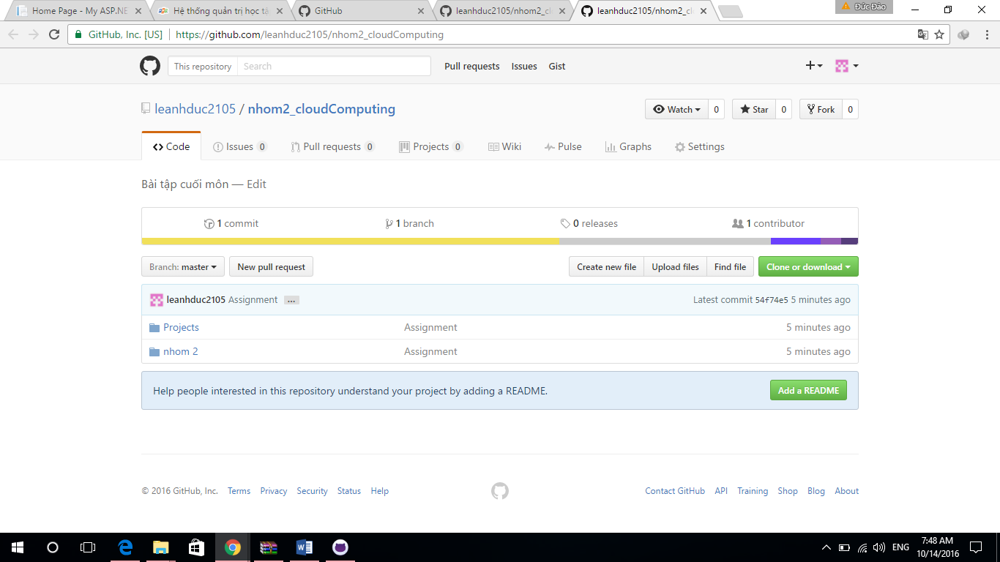 Home Page - My ASP.NE
Hệ thống quản trị học tậ
GitHub
leanhduc2105/nhom2_cl
leanhduc2105/nhom2_cl
Đức Đào
GitHub, Inc. [US] https://github.com/leanhduc2105/nhom2_cloudComputing
This repository Search Pull requests Issues Gist
leanhduc2105 / nhom2_cloudComputing
Watch 0 Star 0 Fork 0
Code Issues 0 Pull requests 0 Projects 0 Wiki Pulse Graphs Settings
Bài tập cuối môn — Edit
1 commit 1 branch 0 releases 1 contributor
Branch: master New pull request Create new file Upload files Find file Clone or download
leanhduc2105 Assignment ... Latest commit 54f74e5 5 minutes ago
Projects Assignment 5 minutes ago
nhom 2 Assignment 5 minutes ago
Help people interested in this repository understand your project by adding a README. Add a README
© 2016 GitHub, Inc. Terms Privacy Security Status Help Contact GitHub API Training Shop Blog About
ENG 7:48 AM
10/14/2016